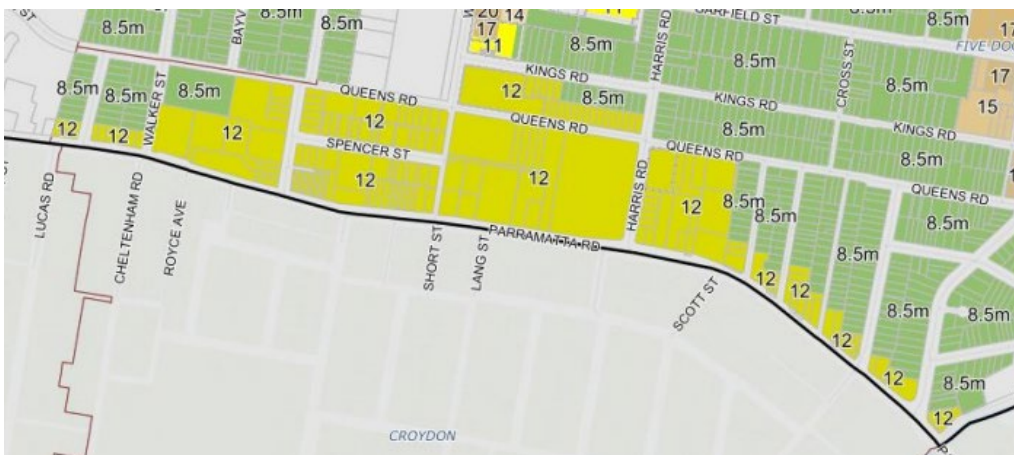 20 14
17
11
11
GARFIELD ST
17
FIVE DOC
8.5m
8.5m
8.5m
8.5m
8.5m
17
15
BAYV
HARRIS RD
CROSS ST
KINGS RD
KINGS RD
KINGS RD
8.5m
8.5m
8.5m
WALKER ST
QUEENS RD
12
8.5m
8.5m
8.5m
12
12
12
12
QUEENS RD
QUEENS RD
QUEENS RD
SPENCER ST
12
12
HARRIS RD
12
8.5m
8.5m
8.5m
8.5m
LUCAS RD
CHELTENHAM RD
ROYCE AVE
SHORT ST
LANG ST
PARRAMATTA RD
SCOTT ST
12
12
12
12
12
8.5m
8.5m
8.5m
CROYDON